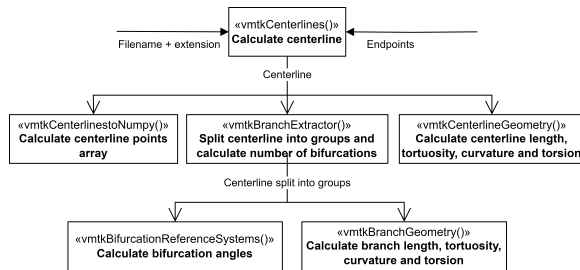 «vmtkCenterlines()»
Calculate centerline
Filename + extension
Endpoints
Centerline
«vmtkCenterlinestoNumpy()»
Calculate centerline points
array
«vmtkBranchExtractor()»
Split centerline into groups and
calculate number of bifurcations
«vmtkCenterlineGeometry()»
Calculate centerline length,
tortuosity, curvature and torsion
Centerline split into groups
«vmtkBifurcationReferenceSystems()»
Calculate bifurcation angles
«vmtkBranchGeometry()»
Calculate branch length, tortuosity,
curvature and torsion